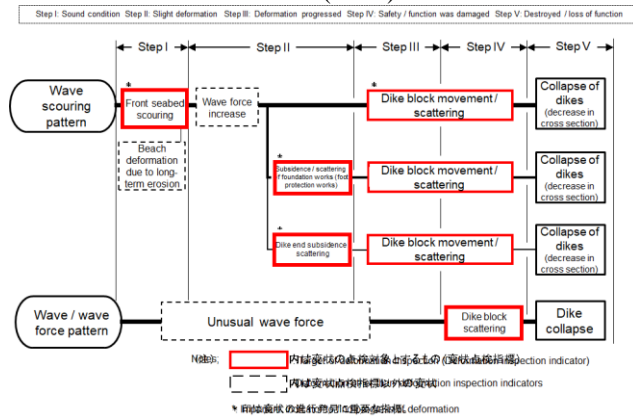 Step I: Sound condition Step II: Slight deformation Step III: Deformation progressed Step IV: Safety / function was damaged Step V: Destroyed / loss of function
Step I
Step II
Step III
Step IV
Step V
Wave
scouring
pattern
*
Front seabed
scouring
Wave force
increase
*
Dike block movement /
scattering
Collapse of
dikes
(decrease in
cross section)
Beach
deformation
due to long-
term erosion
*
Subsidence / scattering
of foundation works (foot
protection works)
Dike block movement /
scattering
Collapse of
dikes
(decrease in
cross section)
*
Dike end subsidence
scattering
Dike block movement /
scattering
Collapse of
dikes
(decrease in
cross section)
Wave / wave
force pattern
Unusual wave force
Dike block
scattering
Dike
collapse
deformation inspection (Deformation inspection indicator)
inspection indicators
* deformation